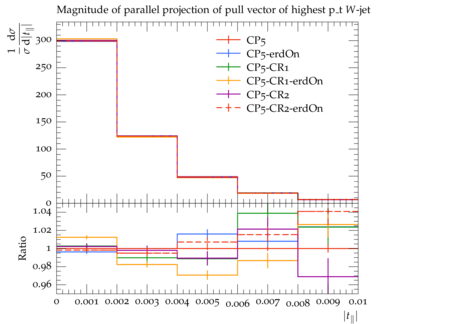 Magnitude of parallel projection of pull vector of highest p_t W-jet
1/σ dσ/d|t∥|
300
250
200
150
100
50
0
CP5
CP5-erdOn
CP5-CR1
CP5-CR1-erdOn
CP5-CR2
CP5-CR2-erdOn
Ratio
1.04
1.02
1
0.98
0.96
0 0.001 0.002 0.003 0.004 0.005 0.006 0.007 0.008 0.009 0.01
|t∥|